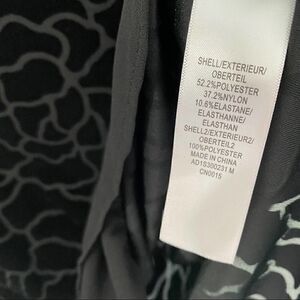 SHELL/EXTERIEUR/
OBERTEIL
52.2%POLYESTER
37.2%NYLON
10.6%ELASTANE/
ELASTHANNE/
ELASTHAN
SHELL2/EXTERIEUR2/
OBERTEIL2
100%POLYESTER
MADE IN CHINA
AD1S300231 M
CN0015